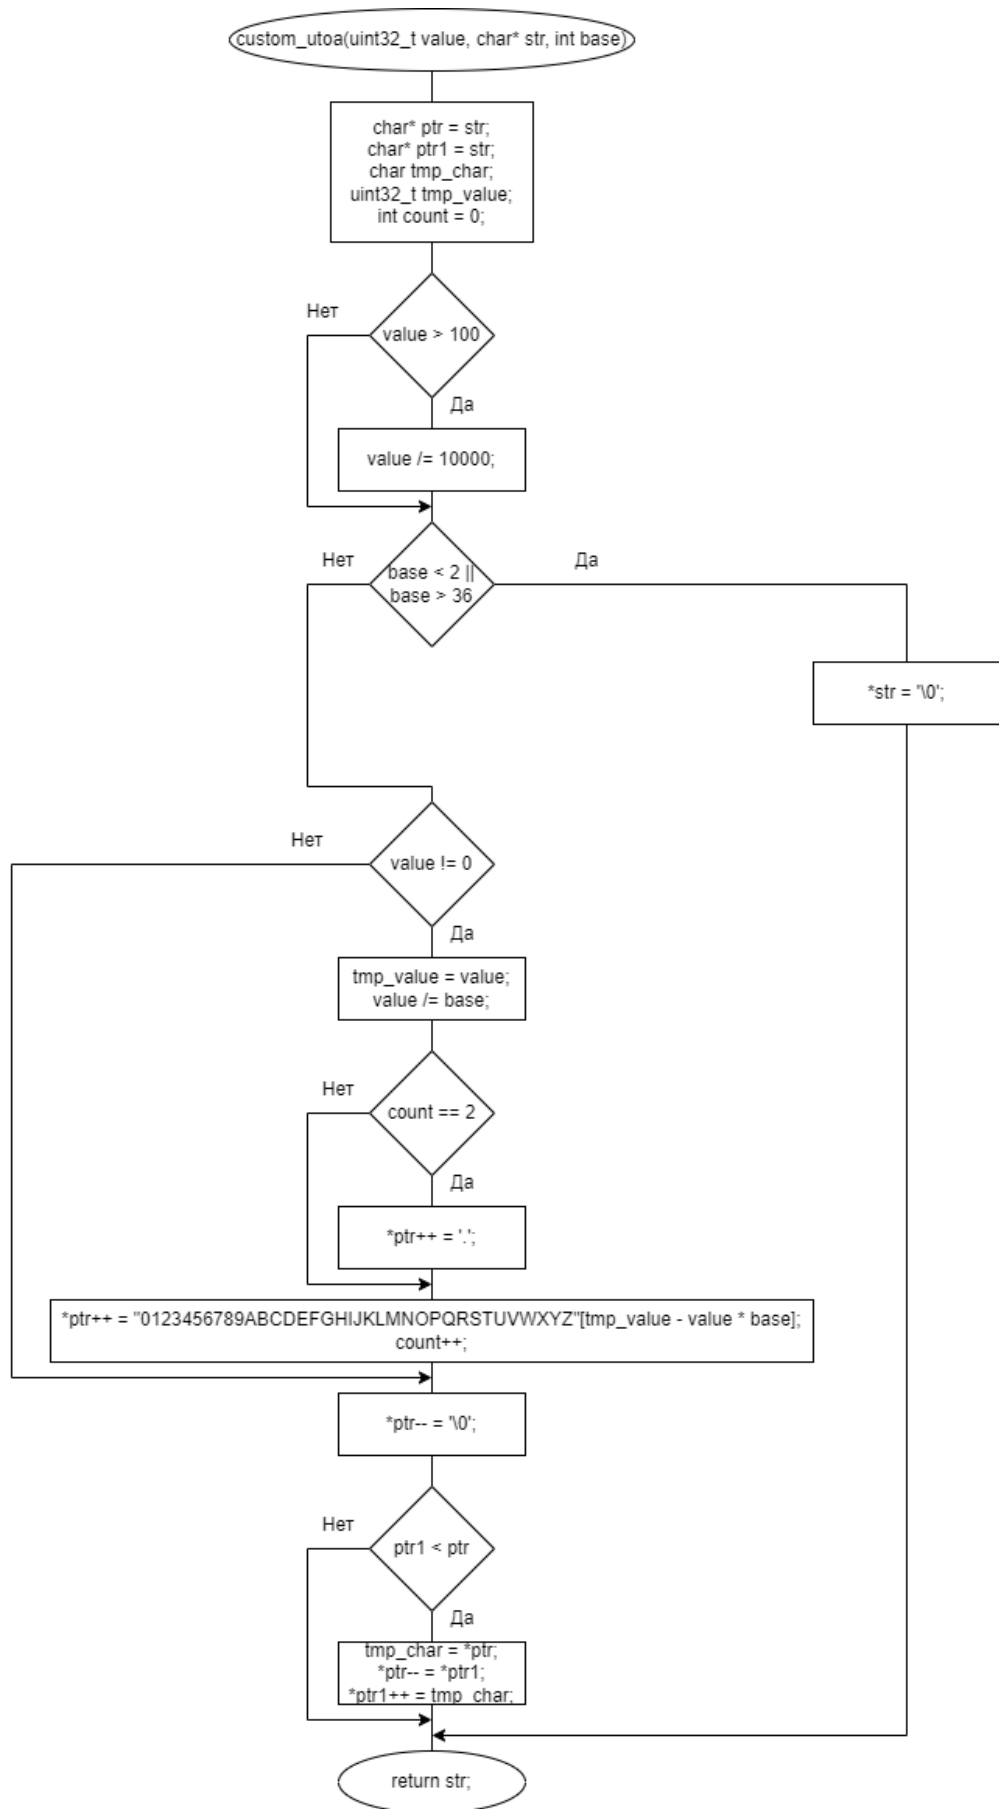 custom_utoa(uint32_t value, char* str, int base)
char* ptr = str;
char* ptr1 = str;
char tmp_char;
uint32_t tmp_value;
int count = 0;
Нет
value > 100
Да
value /= 10000;
Нет
base < 2 ||
base > 36
Да
*str = '\0';
Нет
value != 0
Да
tmp_value = value;
value /= base;
Нет
count == 2
Да
*ptr++ = '.';
*ptr++ = "0123456789ABCDEFGHIJKLMNOPQRSTUVWXYZ"[tmp_value - value * base];
count++;
*ptr-- = '\0';
Нет
ptr1 < ptr
Да
tmp_char = *ptr;
*ptr-- = *ptr1;
*ptr1++ = tmp_char;
return str;